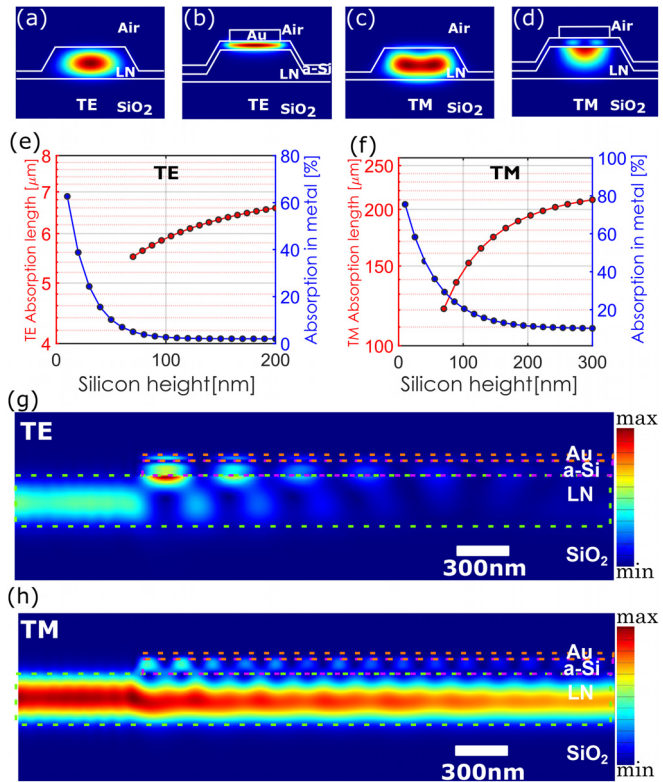 (a)
Air
LN
TE
SiO₂
(b)
Au
Air
LN
a-Si
TE
SiO₂
(c)
Air
LN
TM
SiO₂
(d)
Air
LN
TM
SiO₂
(e)
TE
TE Absorption length [μm]
8
7
6
5
4
Absorption in metal [%]
80
60
40
20
0
0
100
200
Silicon height[nm]
(f)
TM
TM Absorption length [μm]
250
200
150
100
Absorption in metal [%]
100
80
60
40
20
0
100
200
300
Silicon height[nm]
(g)
TE
Au
a-Si
LN
SiO₂
300nm
max
min
(h)
TM
Au
a-Si
LN
SiO₂
300nm
max
min